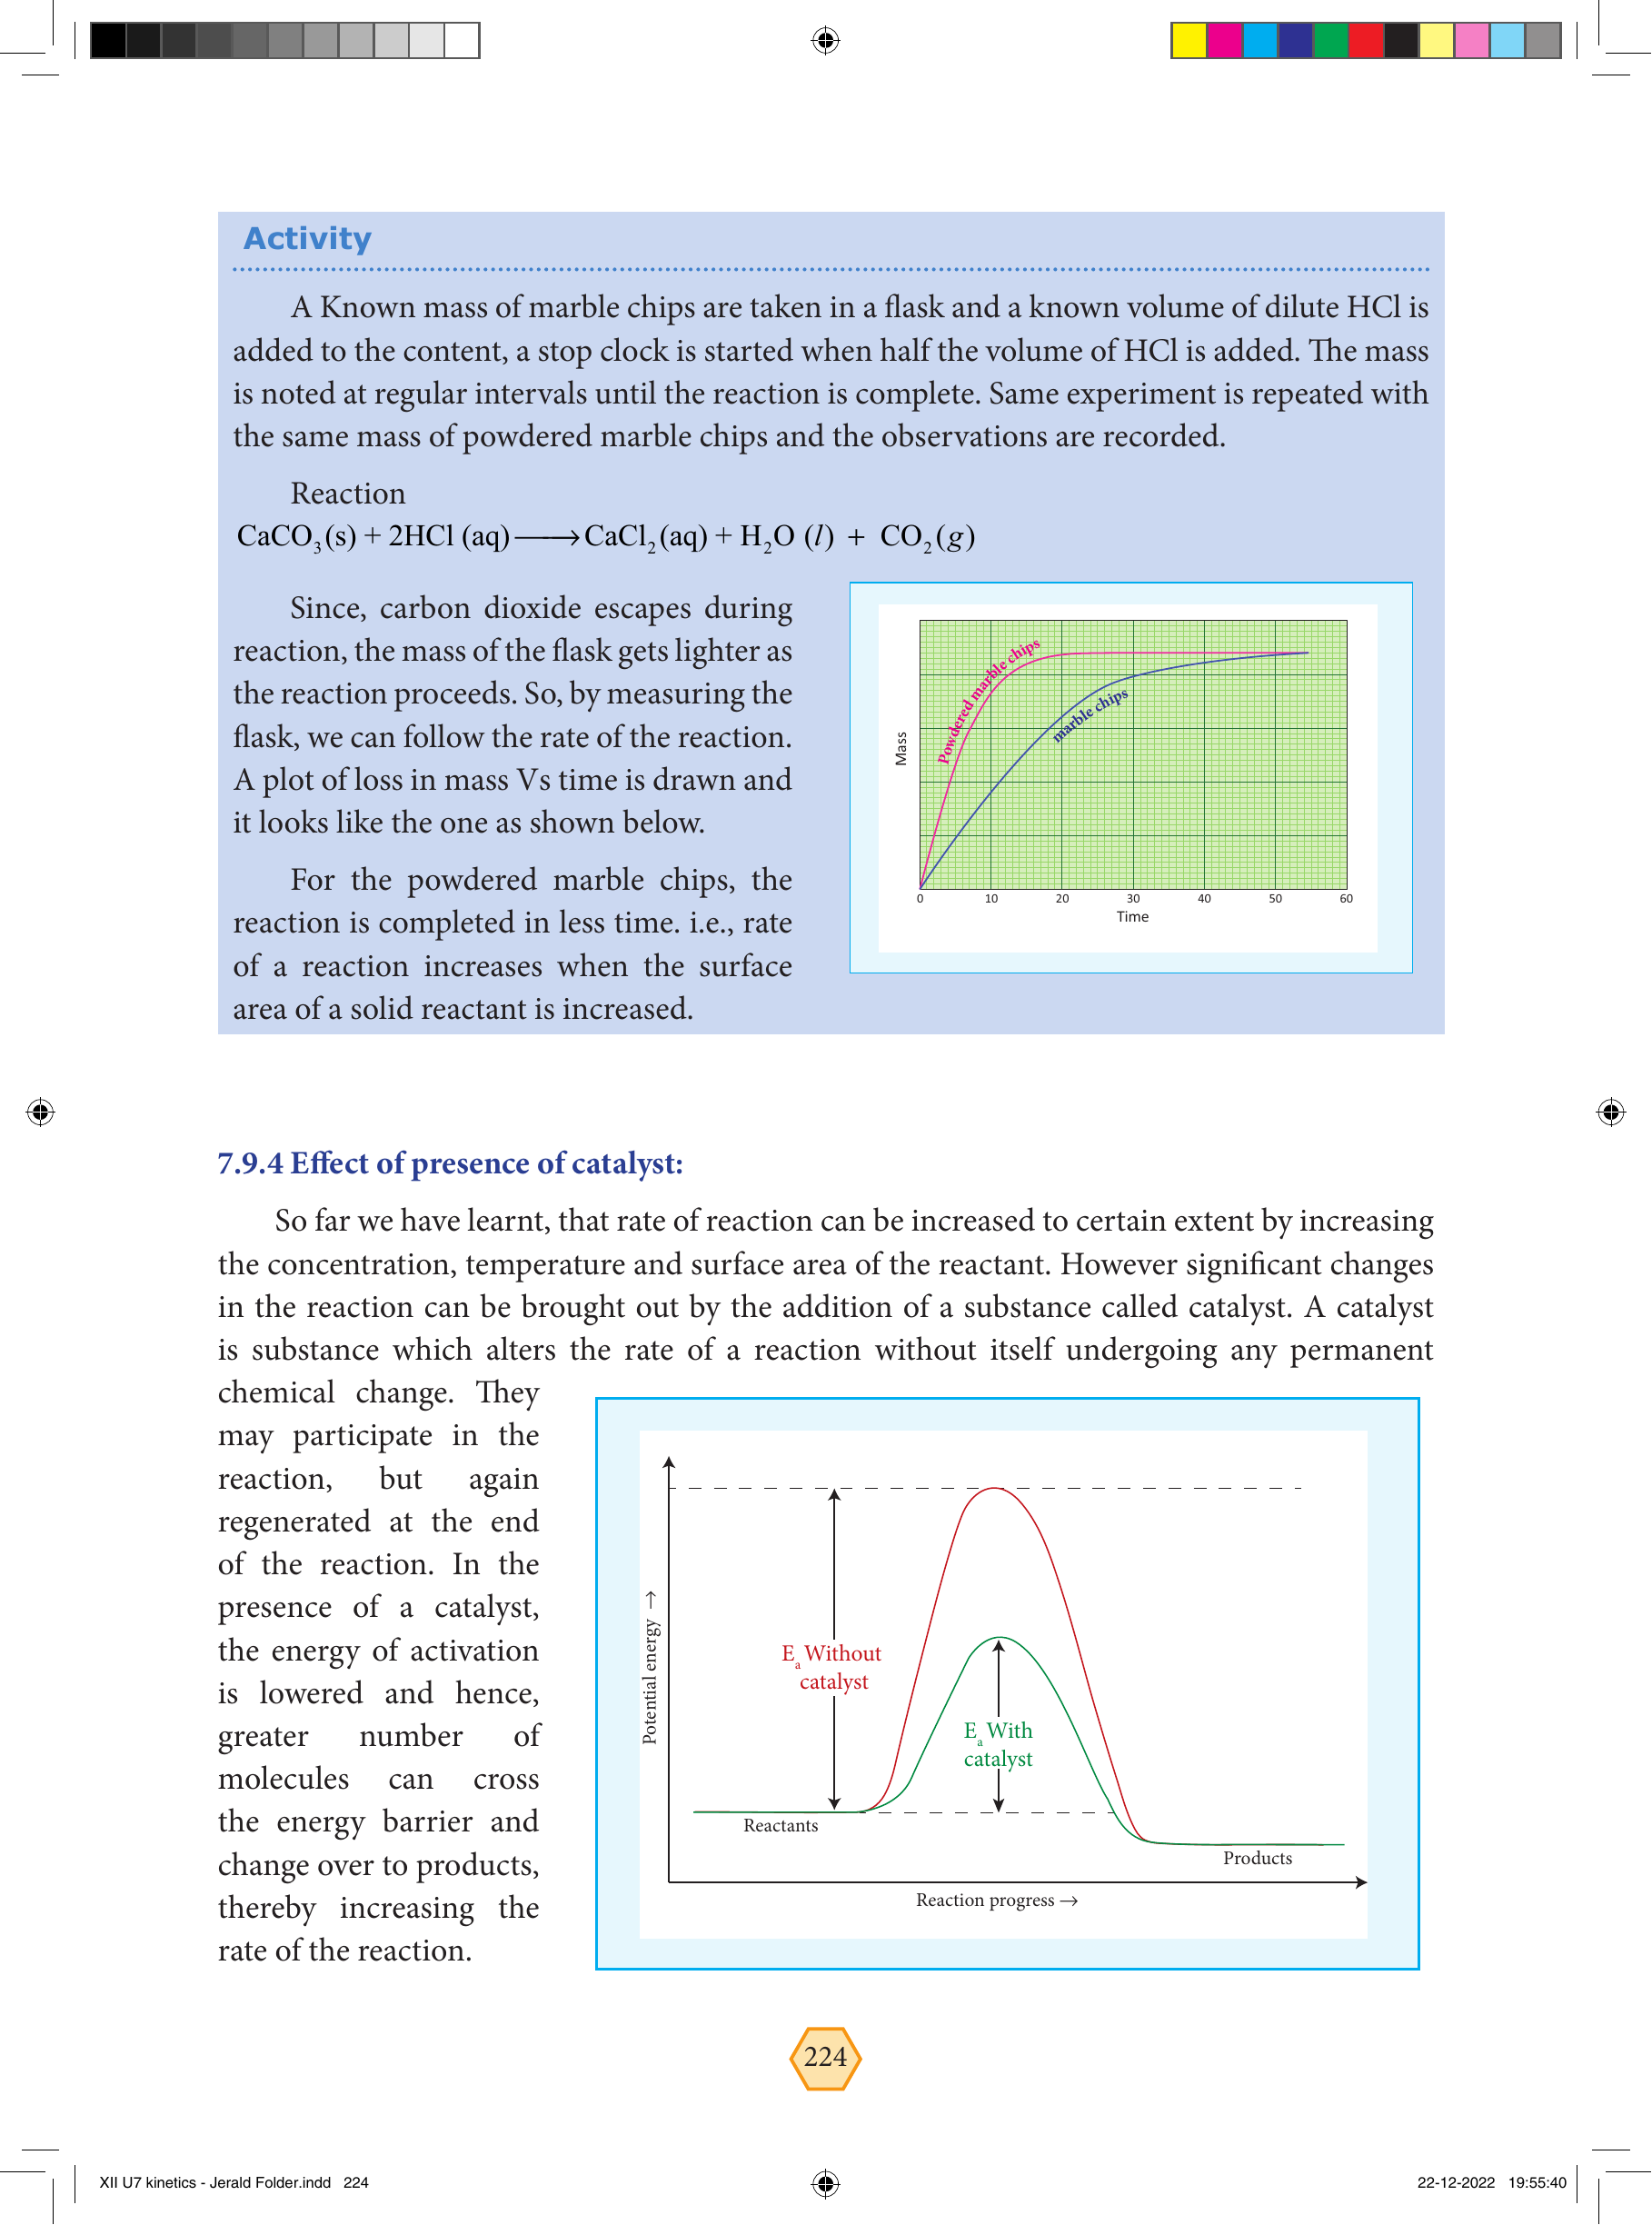 Activity
A Known mass of marble chips are taken in a flask and a known volume of dilute HCl is
added to the content, a stop clock is started when half the volume of HCl is added. The mass
is noted at regular intervals until the reaction is complete. Same experiment is repeated with
the same mass of powdered marble chips and the observations are recorded.
Reaction
CaCO₃(s) + 2HCl (aq) ⟶ CaCl₂(aq) + H₂O (l) + CO₂(g)
Since, carbon dioxide escapes during
reaction, the mass of the flask gets lighter as
the reaction proceeds. So, by measuring the
flask, we can follow the rate of the reaction.
A plot of loss in mass Vs time is drawn and
it looks like the one as shown below.
For the powdered marble chips, the
reaction is completed in less time. i.e., rate
of a reaction increases when the surface
area of a solid reactant is increased.
Powdered marble chips
marble chips
Mass
0 10 20 30 40 50 60
Time
7.9.4 Effect of presence of catalyst:
So far we have learnt, that rate of reaction can be increased to certain extent by increasing
the concentration, temperature and surface area of the reactant. However significant changes
in the reaction can be brought out by the addition of a substance called catalyst. A catalyst
is substance which alters the rate of a reaction without itself undergoing any permanent
chemical change. They
may participate in the
reaction, but again
regenerated at the end
of the reaction. In the
presence of a catalyst,
the energy of activation
is lowered and hence,
greater number of
molecules can cross
the energy barrier and
change over to products,
thereby increasing the
rate of the reaction.
Potential energy →
Eₐ Without
catalyst
Eₐ With
catalyst
Reactants
Products
Reaction progress →
224
XII U7 kinetics - Jerald Folder.indd 224
22-12-2022 19:55:40